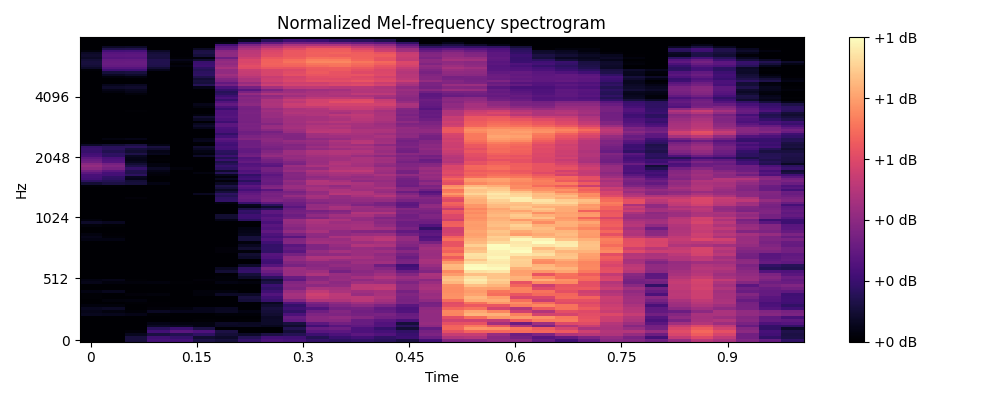 Normalized Mel-frequency spectrogram
Hz
4096
2048
1024
512
0
0 0.15 0.3 0.45 0.6 0.75 0.9
Time
+1 dB
+1 dB
+1 dB
+0 dB
+0 dB
+0 dB